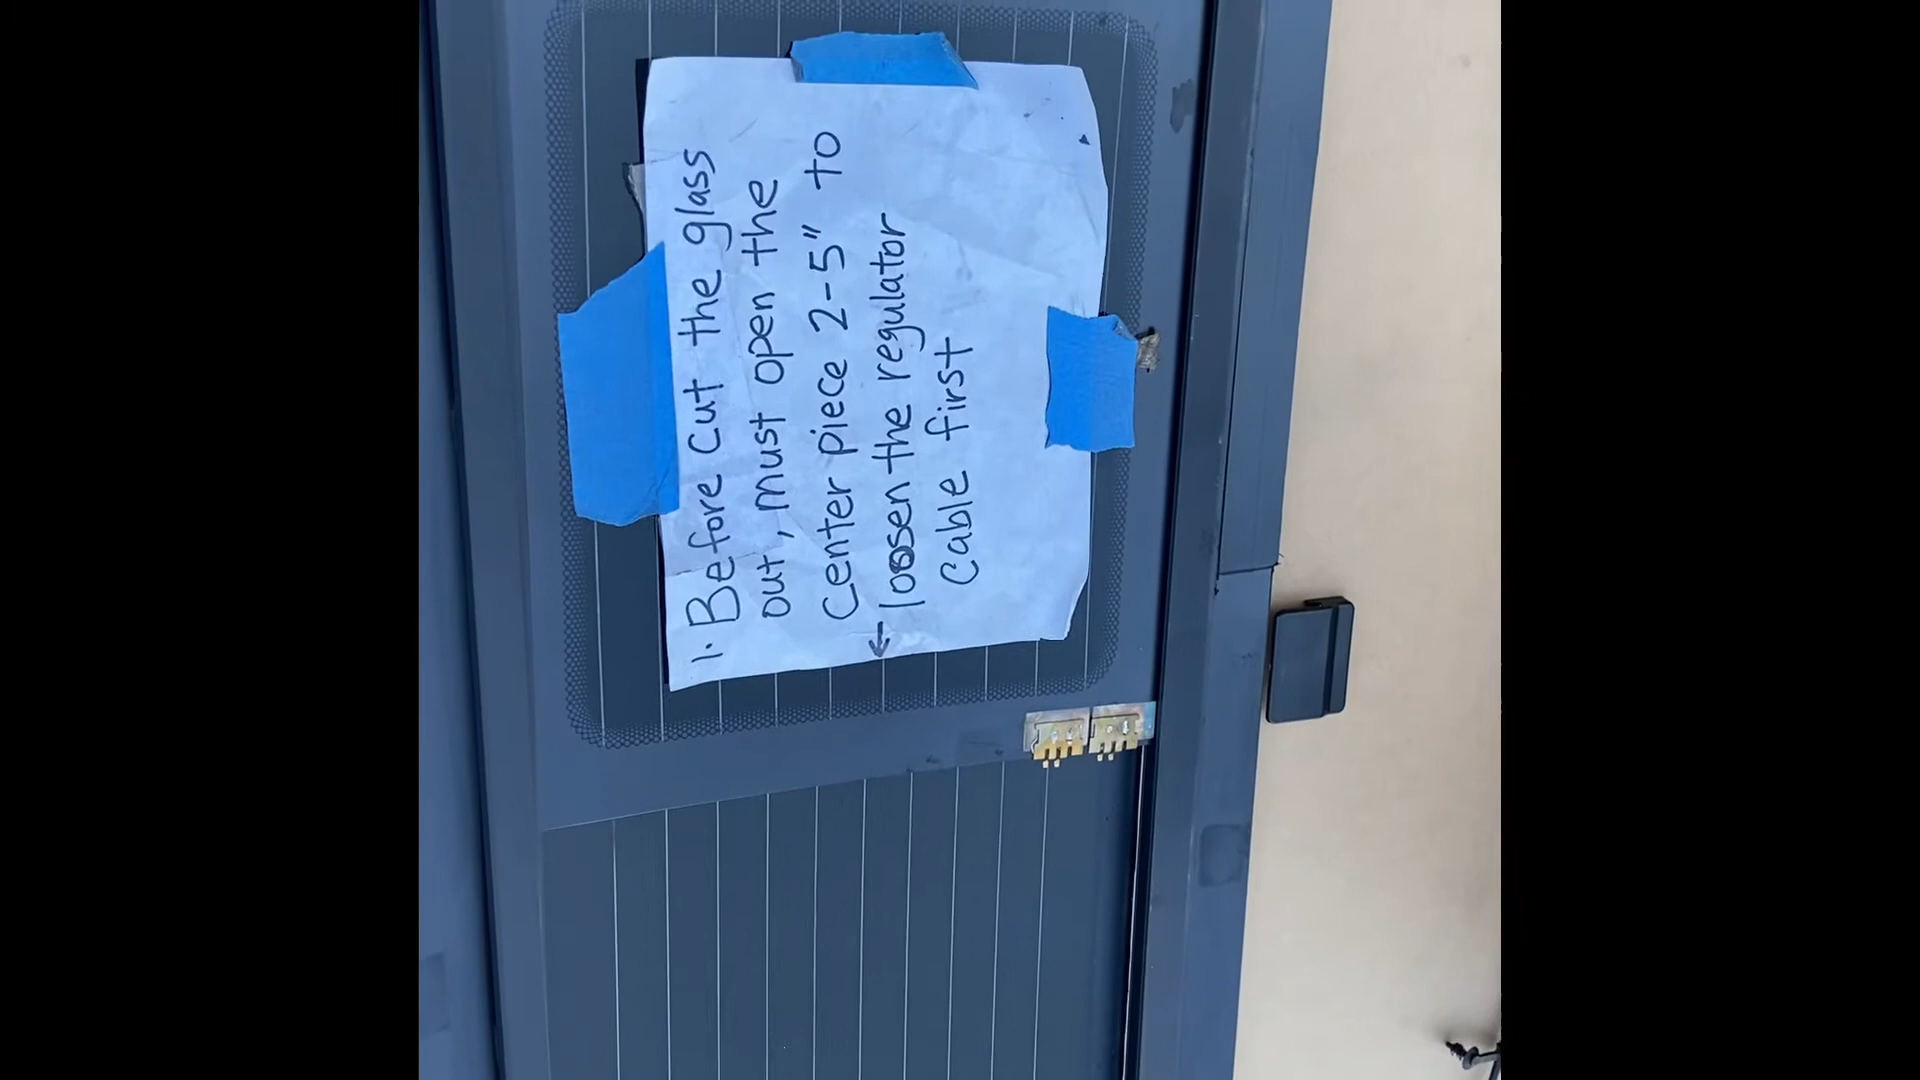 1. Before cut the glass
out, must open the
center piece 2-5" to
← loosen the regulator
cable first